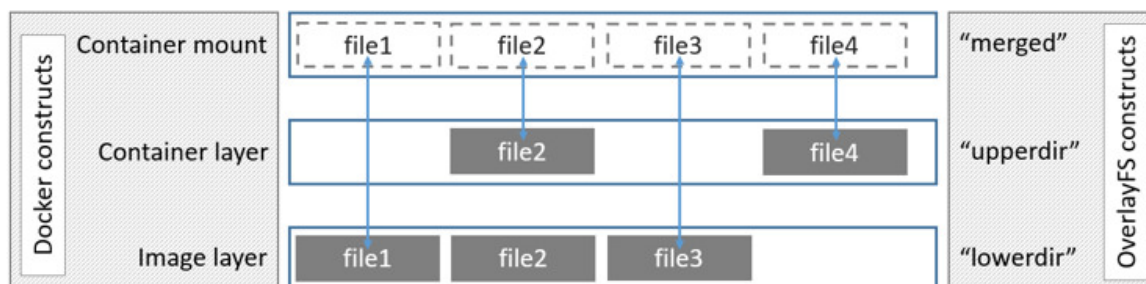 Docker constructs
Container mount
file1 file2 file3 file4
“merged”
Container layer
file2 file4
“upperdir”
Image layer
file1 file2 file3
“lowerdir”
OverlayFS constructs